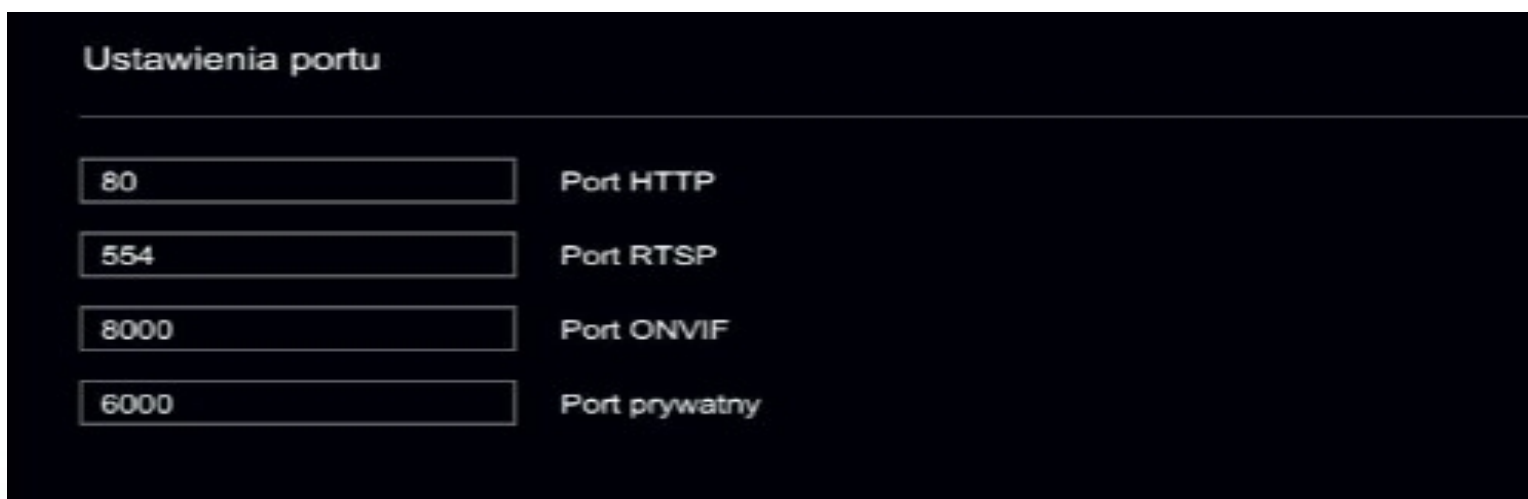 Ustawienia portu
80 Port HTTP
554 Port RTSP
8000 Port ONVIF
6000 Port prywatny